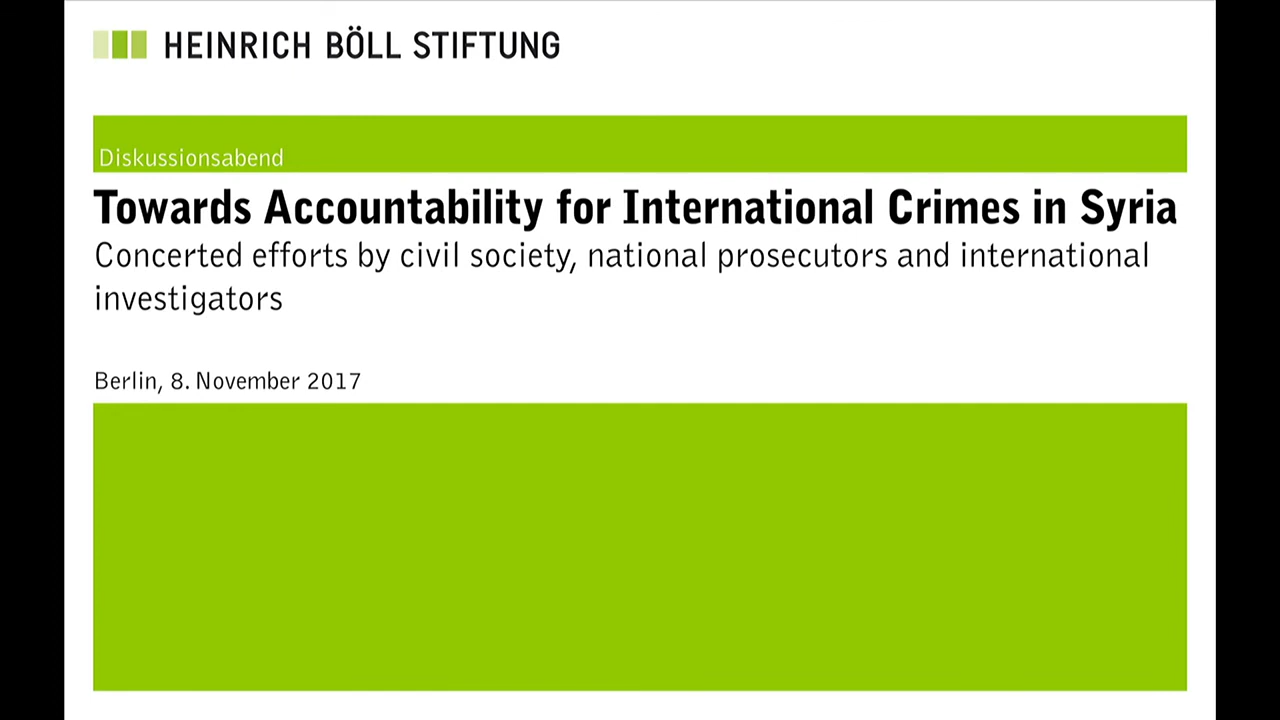 HEINRICH BÖLL STIFTUNG
Diskussionsabend
Towards Accountability for International Crimes in Syria
Concerted efforts by civil society, national prosecutors and international
investigators
Berlin, 8. November 2017